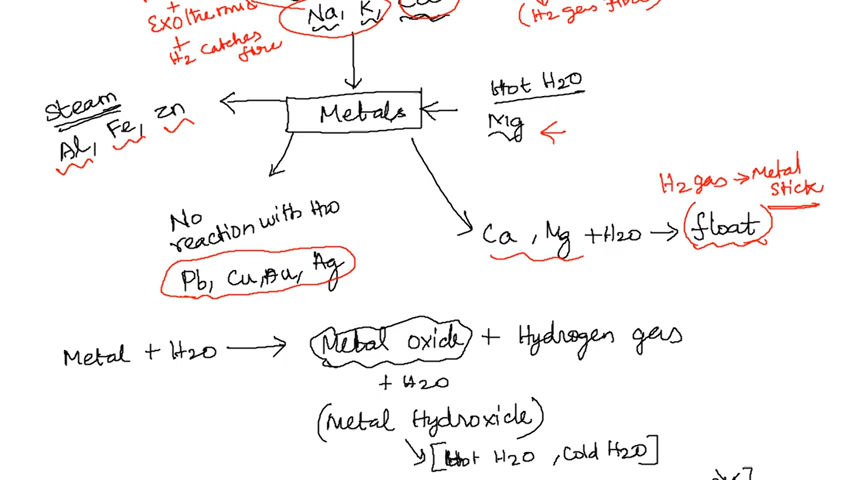 +
Exothermic
+
H2 catches
fire
Na, K, Ca
(H2 gas
Steam
Al, Fe, Zn
Metals
Hot H2O
Mg
No
reaction with H2O
Pb, Cu, Au, Ag
H2 gas → Metal
stick
Ca, Mg + H2O → (float)
Metal + H2O → Metal oxide + Hydrogen gas
+ H2O
(Metal Hydroxide)
[Hot H2O, Cold H2O]